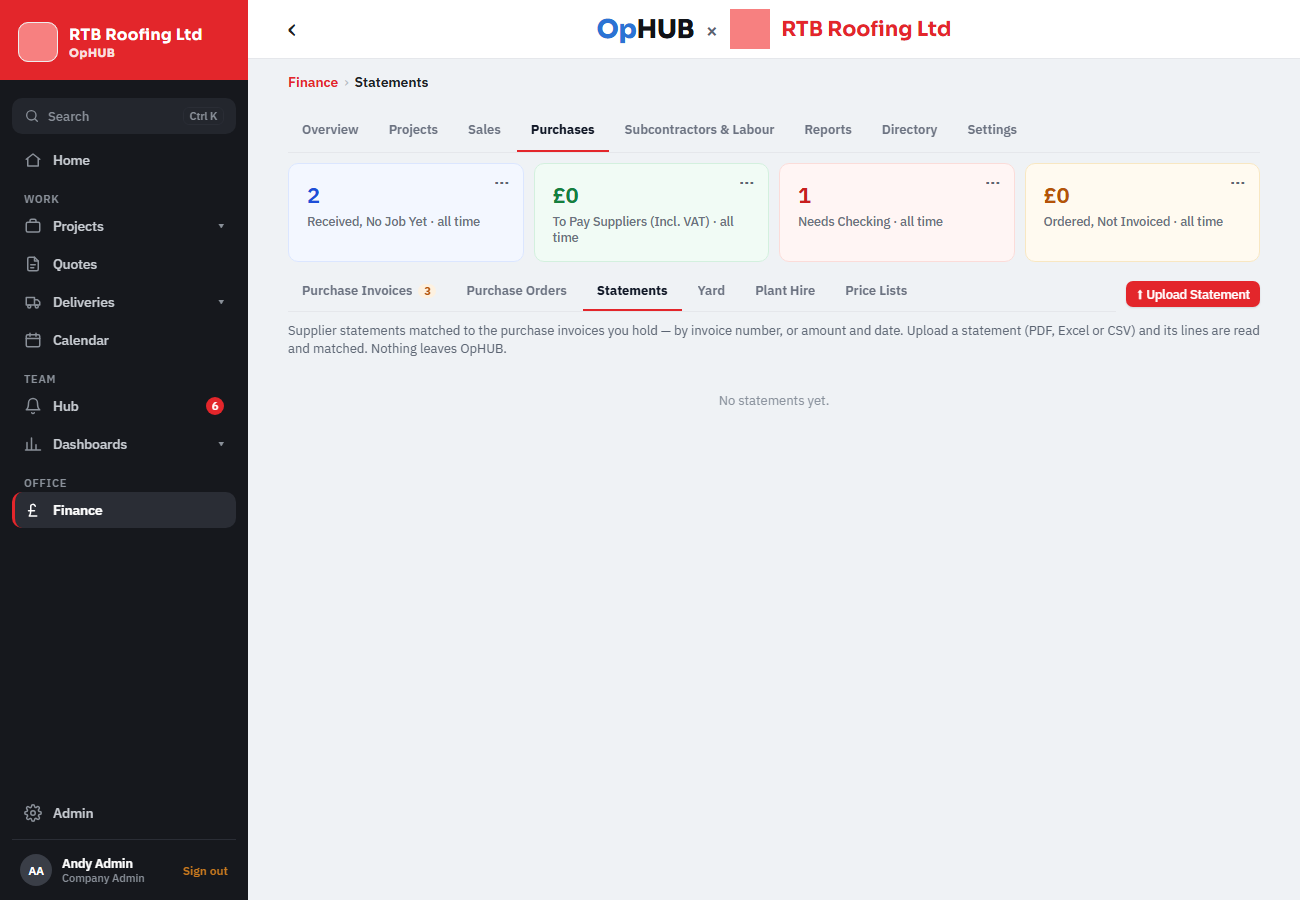 RTB Roofing Ltd
OpHUB
Search Ctrl K
Home
WORK
Projects
Quotes
Deliveries
Calendar
TEAM
Hub 6
Dashboards
OFFICE
£ Finance
Admin
AA Andy Admin
Company Admin
Sign out
OpHUB × RTB Roofing Ltd
Finance › Statements
Overview Projects Sales Purchases Subcontractors & Labour Reports Directory Settings
2
Received, No Job Yet · all time
£0
To Pay Suppliers (Incl. VAT) · all
time
1
Needs Checking · all time
£0
Ordered, Not Invoiced · all time
Purchase Invoices 3 Purchase Orders Statements Yard Plant Hire Price Lists
⬆ Upload Statement
Supplier statements matched to the purchase invoices you hold — by invoice number, or amount and date. Upload a statement (PDF, Excel or CSV) and its lines are read
and matched. Nothing leaves OpHUB.
No statements yet.